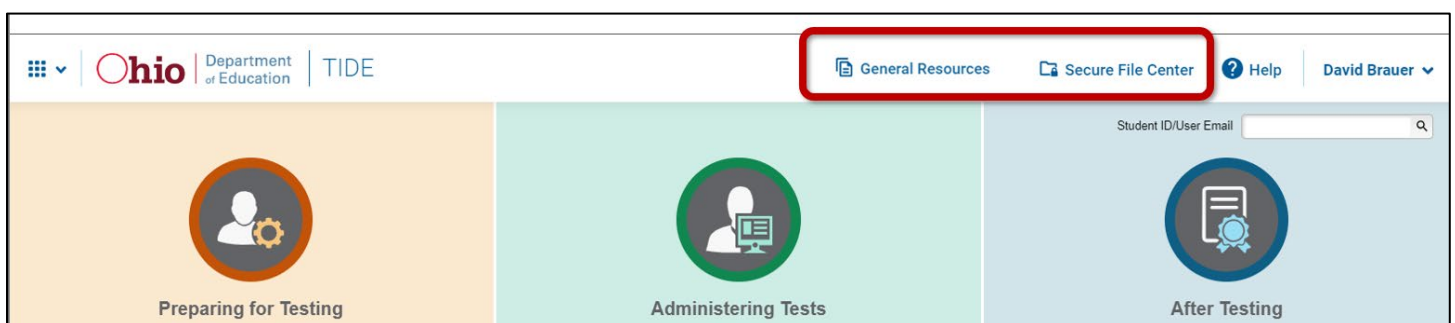 Ohio Department of Education TIDE General Resources Secure File Center ? Help David Brauer
Student ID/User Email
Preparing for Testing Administering Tests After Testing